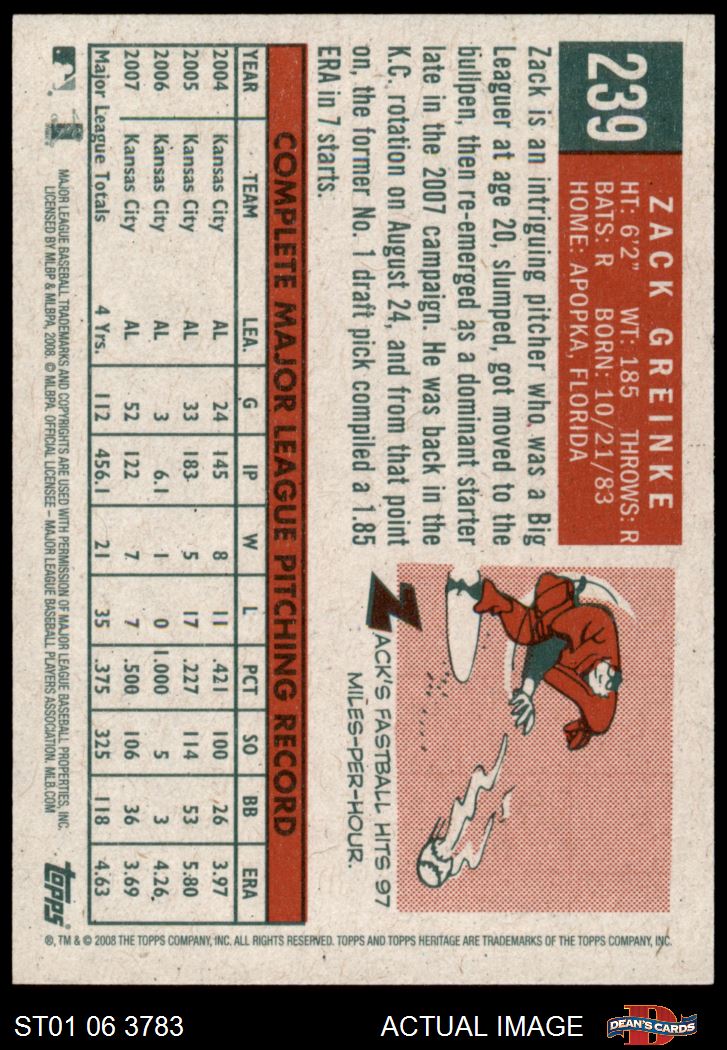 239
ZACK GREINKE
HT: 6'2" WT: 185 THROWS: R
BATS: R BORN: 10/21/83
HOME: APOPKA, FLORIDA
Zack is an intriguing pitcher who was a Big
Leaguer at age 20, slumped, got moved to the
bullpen, then re-emerged as a dominant starter
late in the 2007 campaign. He was back in the
K.C. rotation on August 24, and from that point
on, the former No. 1 draft pick compiled a 1.85
ERA in 7 starts.
ZACK'S FASTBALL HITS 97
MILES-PER-HOUR.
COMPLETE MAJOR LEAGUE PITCHING RECORD
YEAR TEAM LEA. G IP W L PCT SO BB ERA
2004 Kansas City AL 24 145 8 11 .421 100 26 3.97
2005 Kansas City AL 33 183 5 17 .227 114 53 5.80
2006 Kansas City AL 3 6.1 1 0 1.000 5 3 4.26
2007 Kansas City AL 52 122 7 7 .500 106 36 3.69
Major League Totals 4 Yrs. 112 456.1 21 35 .375 325 118 4.63
MAJOR LEAGUE BASEBALL TRADEMARKS AND COPYRIGHTS ARE USED WITH PERMISSION OF MAJOR LEAGUE BASEBALL PROPERTIES, INC.
LICENSED BY MLBP & MLBPA, 2008. © MLBPA. OFFICIAL LICENSEE – MAJOR LEAGUE BASEBALL PLAYERS ASSOCIATION. MLB.COM
topps
®, TM & © 2008 THE TOPPS COMPANY, INC. ALL RIGHTS RESERVED. TOPPS AND TOPPS HERITAGE ARE TRADEMARKS OF THE TOPPS COMPANY, INC.
ST01 06 3783
ACTUAL IMAGE
D
DEAN'S CARDS